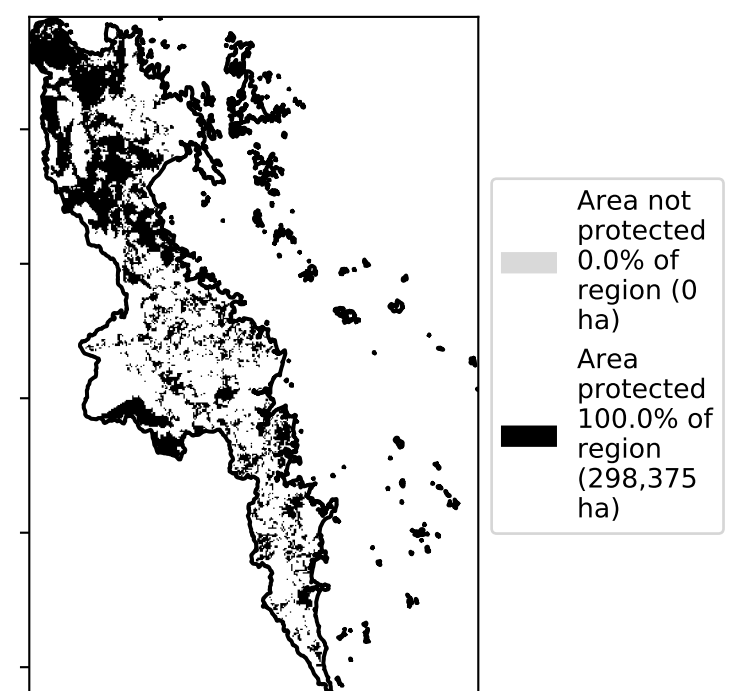 Area not
protected
0.0% of
region (0
ha)
Area
protected
100.0% of
region
(298,375
ha)